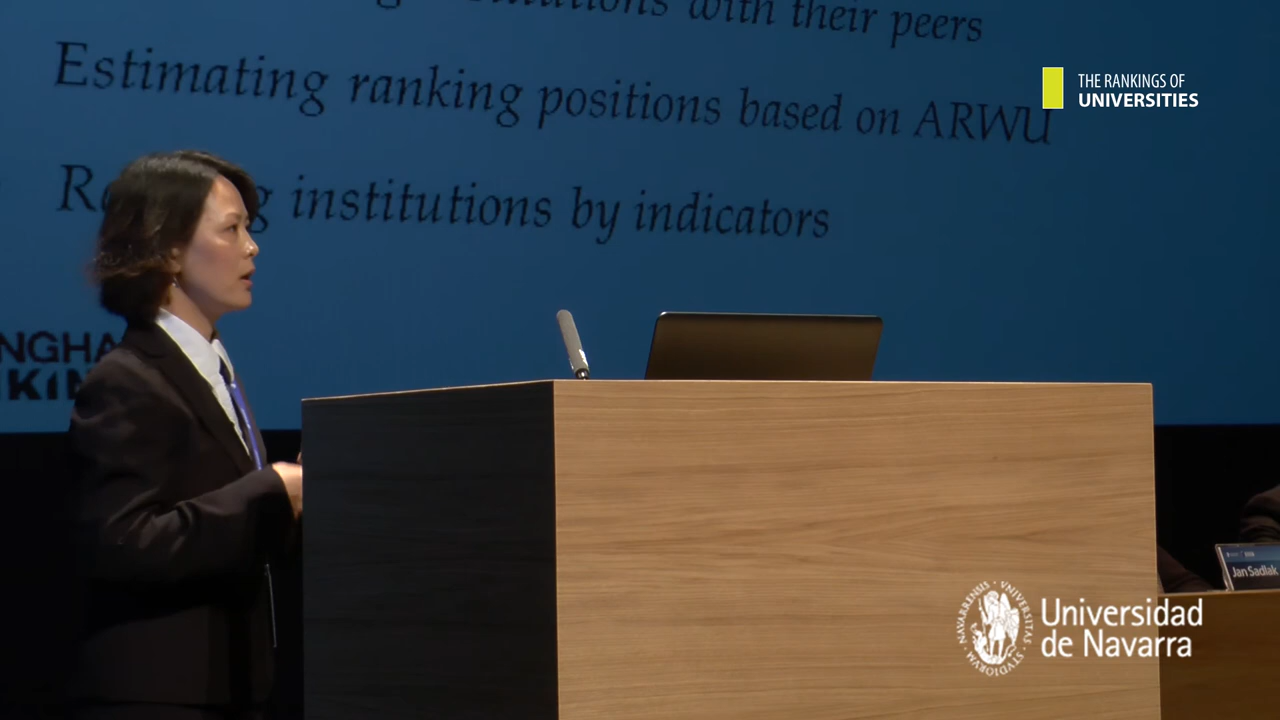 with their peers
Estimating ranking positions based on ARWU
institutions by indicators
THE RANKINGS OF
UNIVERSITIES
Jan Sadlak
Universidad
de Navarra